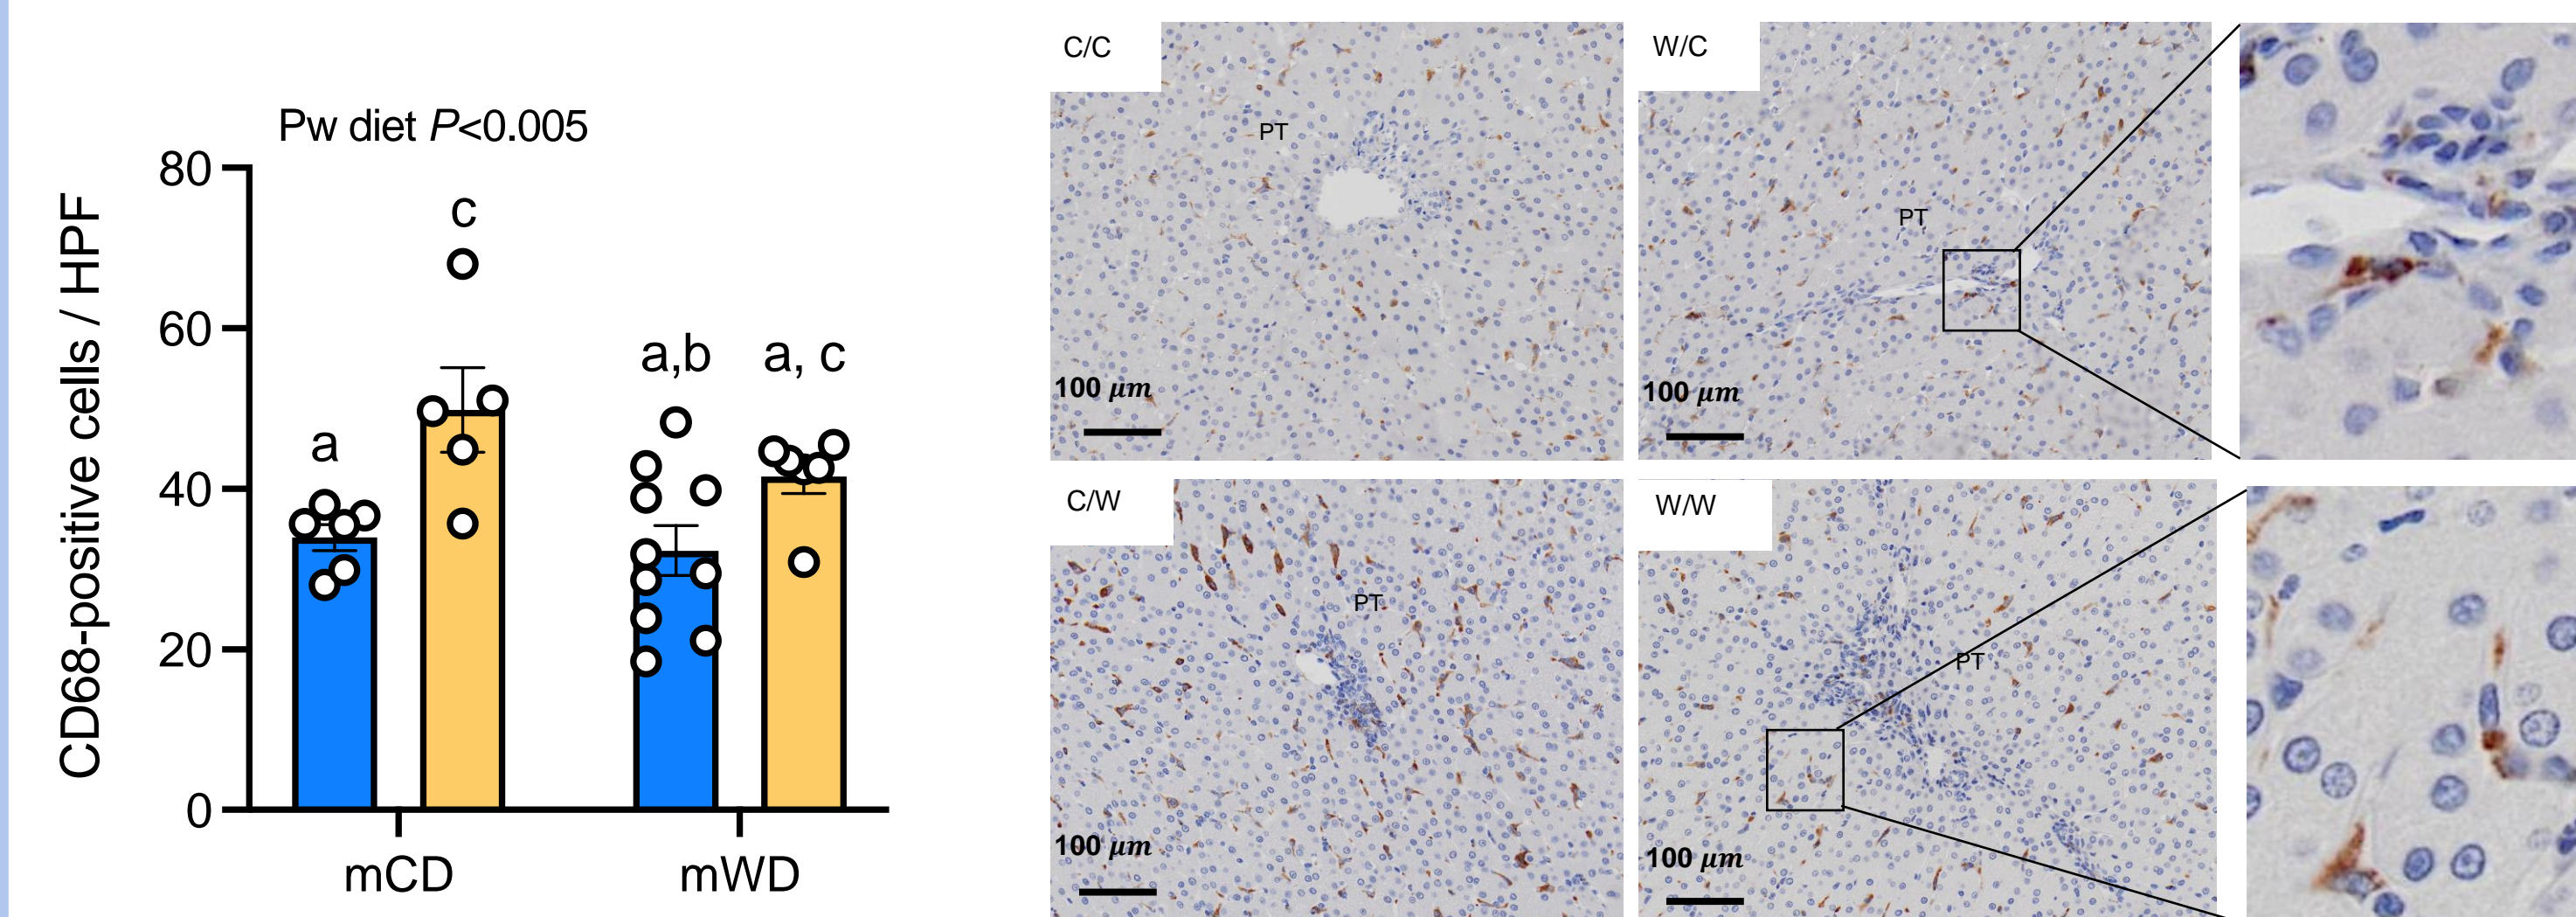 Pw diet P<0.005
CD68-positive cells / HPF
80
60
40
20
0
a
c
a,b
a, c
mCD
mWD
C/C
PT
100 μm
W/C
PT
100 μm
C/W
PT
100 μm
W/W
PT
100 μm